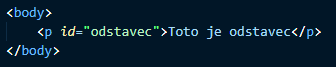 <body>
    <p id="odstavec">Toto je odstavec</p>
</body>